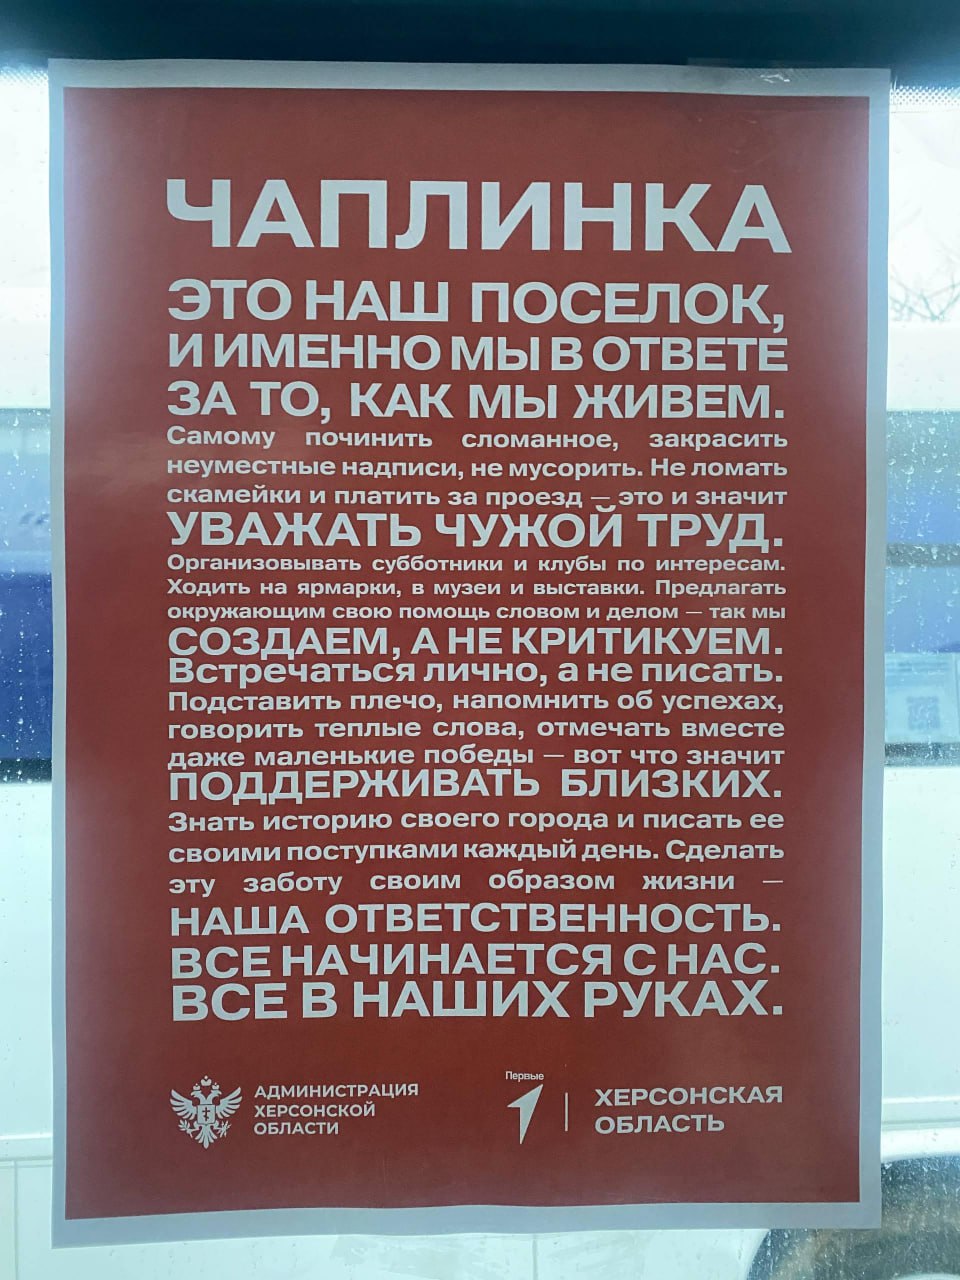 ЧАПЛИНКА
ЭТО НАШ ПОСЕЛОК,
И ИМЕННО МЫ В ОТВЕТЕ
ЗА ТО, КАК МЫ ЖИВЕМ.
Самому починить сломанное, закрасить
неуместные надписи, не мусорить. Не ломать
скамейки и платить за проезд — это и значит
УВАЖАТЬ ЧУЖОЙ ТРУД.
Организовывать субботники и клубы по интересам.
Ходить на ярмарки, в музеи и выставки. Предлагать
окружающим свою помощь словом и делом — так мы
СОЗДАЕМ, А НЕ КРИТИКУЕМ.
Встречаться лично, а не писать.
Подставить плечо, напомнить об успехах,
говорить теплые слова, отмечать вместе
даже маленькие победы — вот что значит
ПОДДЕРЖИВАТЬ БЛИЗКИХ.
Знать историю своего города и писать ее
своими поступками каждый день. Сделать
эту заботу своим образом жизни —
НАША ОТВЕТСТВЕННОСТЬ.
ВСЕ НАЧИНАЕТСЯ С НАС.
ВСЕ В НАШИХ РУКАХ.
АДМИНИСТРАЦИЯ
ХЕРСОНСКОЙ
ОБЛАСТИ
Первые
ХЕРСОНСКАЯ
ОБЛАСТЬ